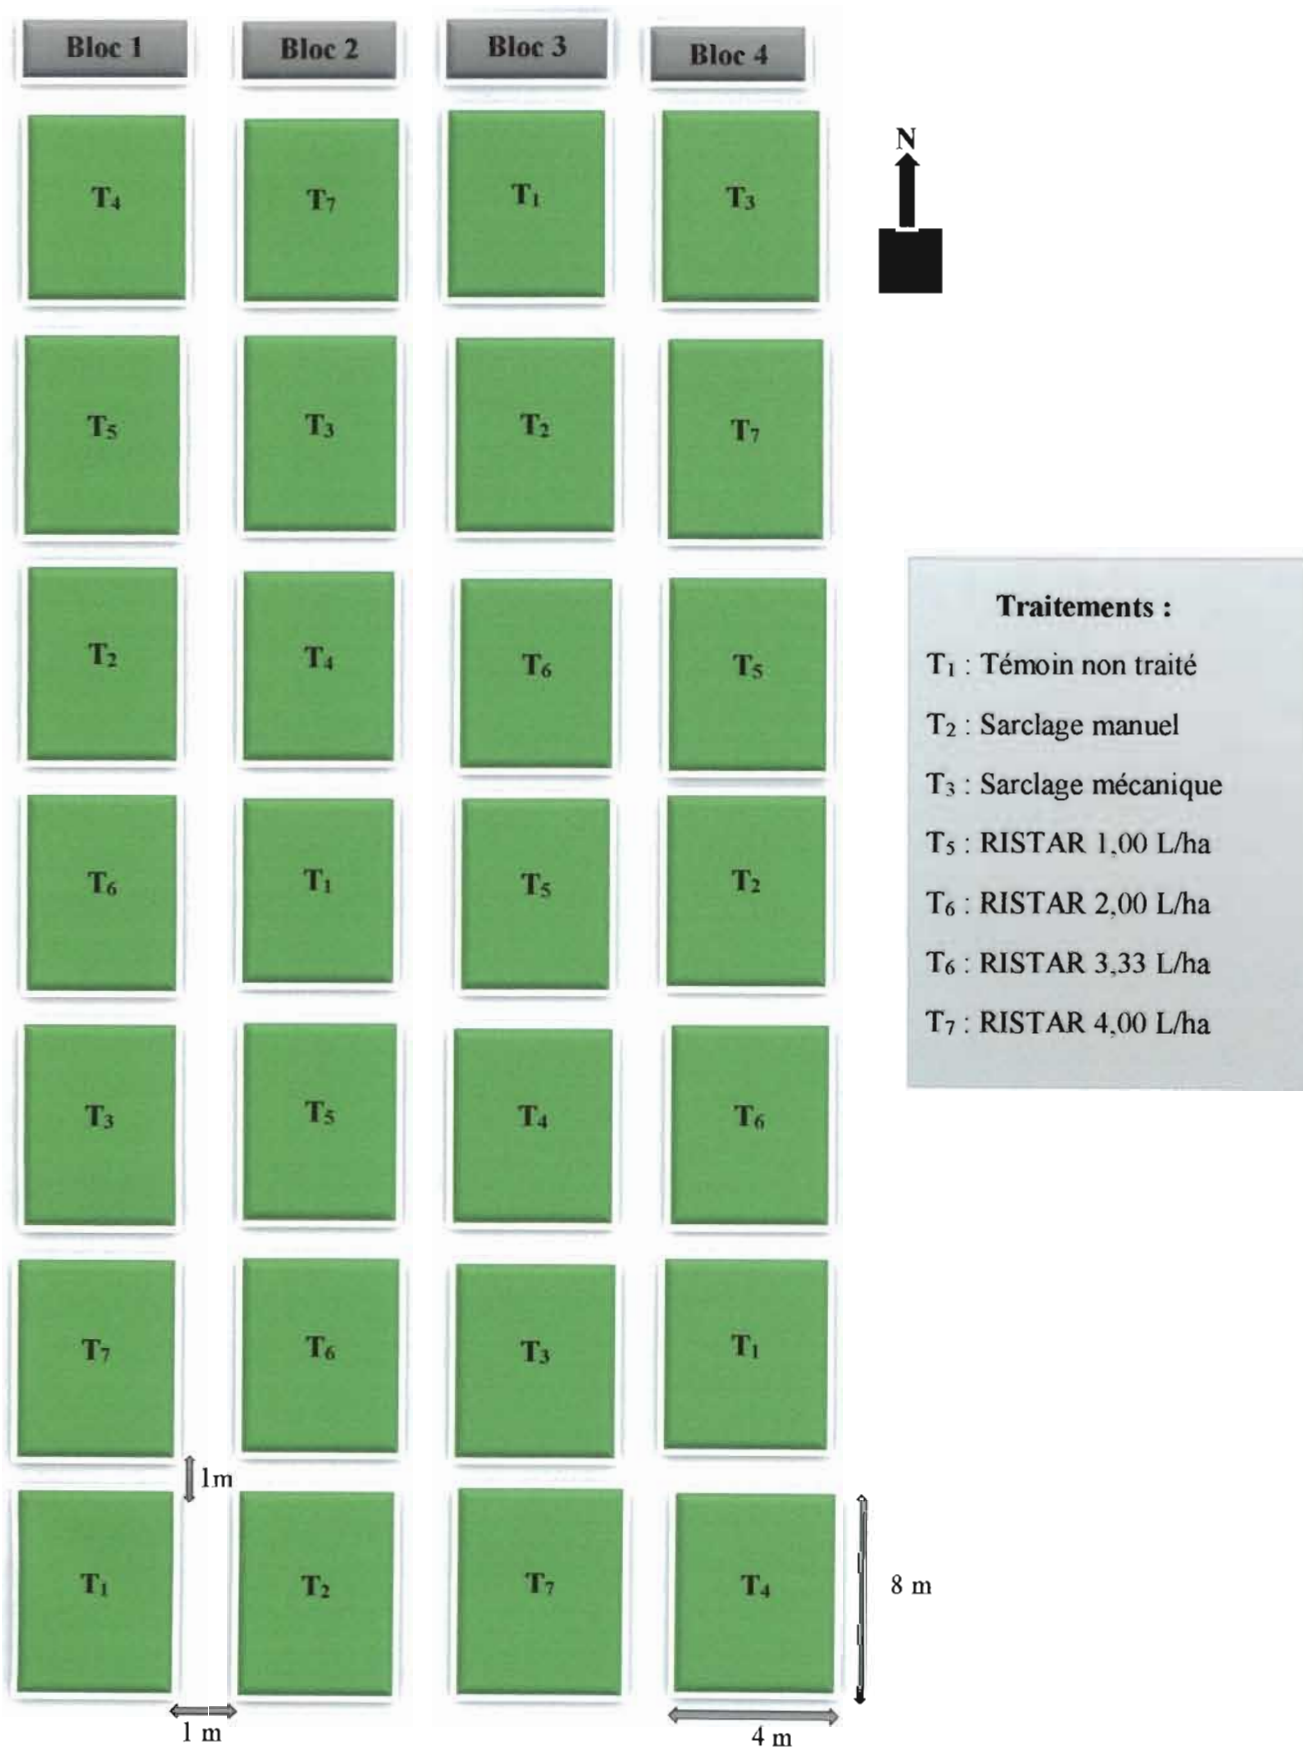 Bloc 1 Bloc 2 Bloc 3 Bloc 4
N
T₄ T₇ T₁ T₃
T₅ T₃ T₂ T₇
T₂ T₄ T₆ T₅
T₆ T₁ T₅ T₂
T₃ T₅ T₄ T₆
T₇ T₆ T₃ T₁
1m
T₁ T₂ T₇ T₄
8 m
1 m
4 m
Traitements :
T₁ : Témoin non traité
T₂ : Sarclage manuel
T₃ : Sarclage mécanique
T₅ : RISTAR 1,00 L/ha
T₆ : RISTAR 2,00 L/ha
T₆ : RISTAR 3,33 L/ha
T₇ : RISTAR 4,00 L/ha